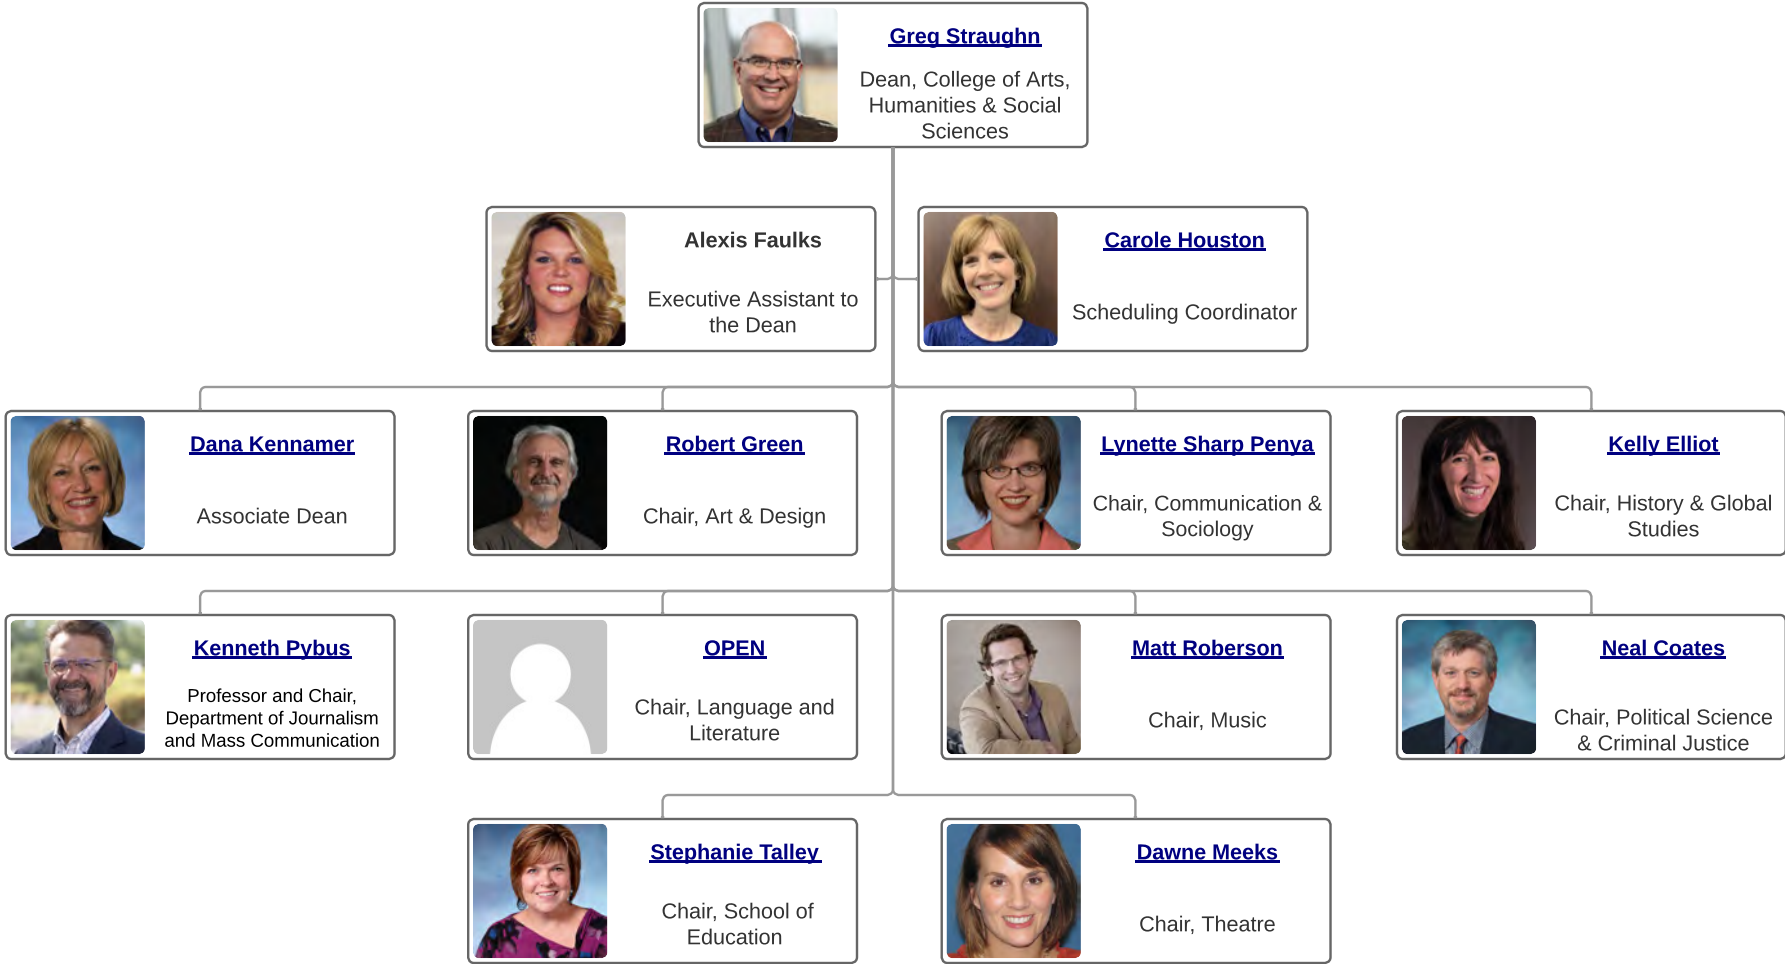 Greg Straughn
Dean, College of Arts,
Humanities & Social
Sciences
Alexis Faulks
Executive Assistant to
the Dean
Carole Houston
Scheduling Coordinator
Dana Kennamer
Associate Dean
Robert Green
Chair, Art & Design
Lynette Sharp Penya
Chair, Communication &
Sociology
Kelly Elliot
Chair, History & Global
Studies
Kenneth Pybus
Professor and Chair,
Department of Journalism
and Mass Communication
OPEN
Chair, Language and
Literature
Matt Roberson
Chair, Music
Neal Coates
Chair, Political Science
& Criminal Justice
Stephanie Talley
Chair, School of
Education
Dawne Meeks
Chair, Theatre